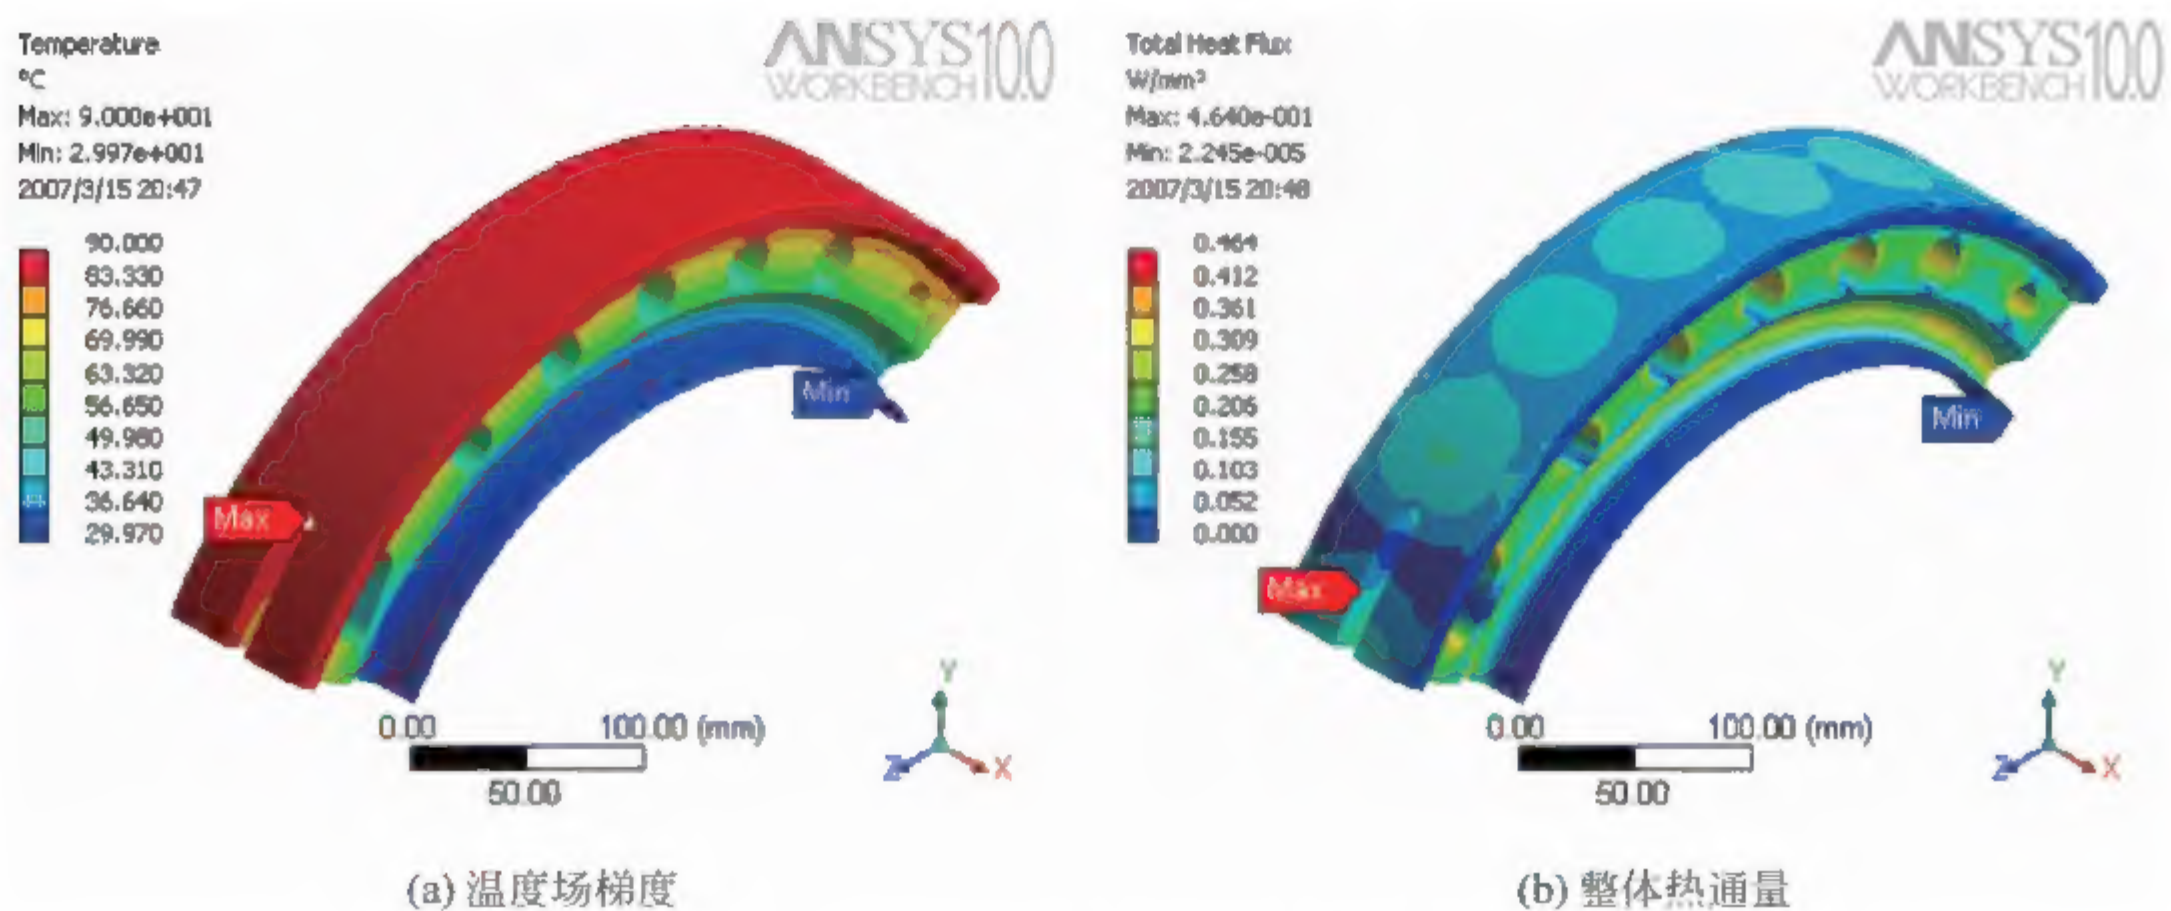 Temperature
°C
Max: 9.000e+001
Min: 2.997e+001
2007/3/15 20:47
90.000
83.330
76.660
69.990
63.320
56.650
49.980
43.310
36.640
29.970
ANSYS 10.0
WORKBENCH
Max
Min
0.00 100.00 (mm)
50.00
Y
Z X
(a) 温度场梯度
Total Heat Flux
W/mm²
Max: 4.640e-001
Min: 2.245e-005
2007/3/15 20:48
0.464
0.412
0.361
0.309
0.258
0.206
0.155
0.103
0.052
0.000
ANSYS 10.0
WORKBENCH
Max
Min
0.00 100.00 (mm)
50.00
Y
Z X
(b) 整体热通量